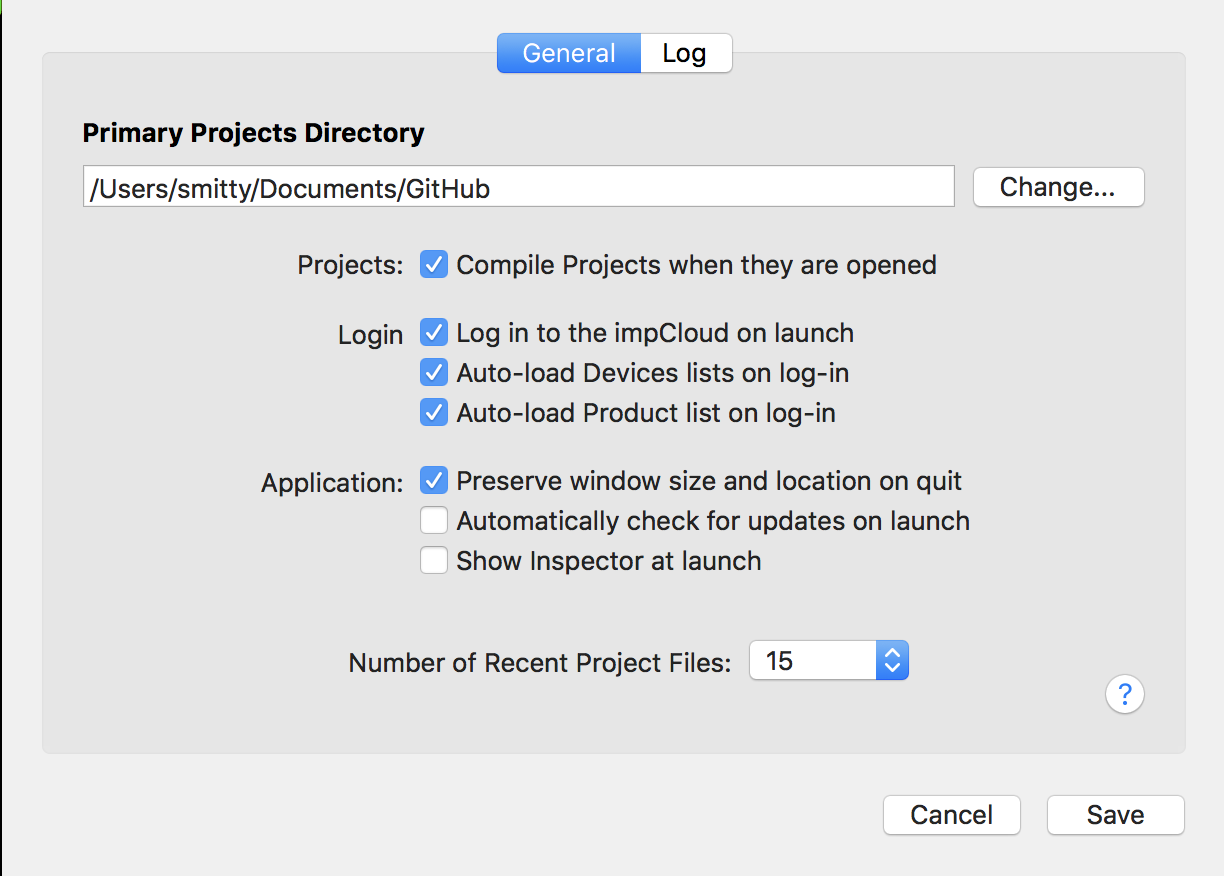 General Log
Primary Projects Directory
/Users/smitty/Documents/GitHub Change...
Projects: Compile Projects when they are opened
Login Log in to the impCloud on launch
Auto-load Devices lists on log-in
Auto-load Product list on log-in
Application: Preserve window size and location on quit
Automatically check for updates on launch
Show Inspector at launch
Number of Recent Project Files: 15
?
Cancel Save